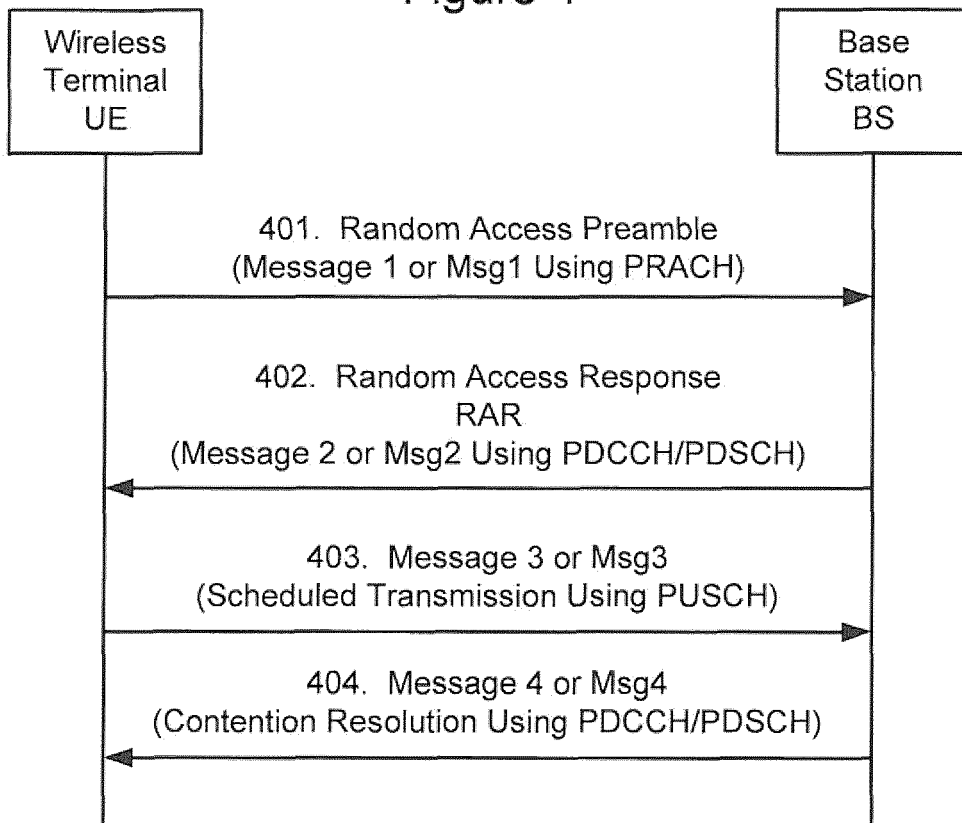 Wireless
Terminal
UE
Base
Station
BS
401. Random Access Preamble
(Message 1 or Msg1 Using PRACH)
402. Random Access Response
RAR
(Message 2 or Msg2 Using PDCCH/PDSCH)
403. Message 3 or Msg3
(Scheduled Transmission Using PUSCH)
404. Message 4 or Msg4
(Contention Resolution Using PDCCH/PDSCH)